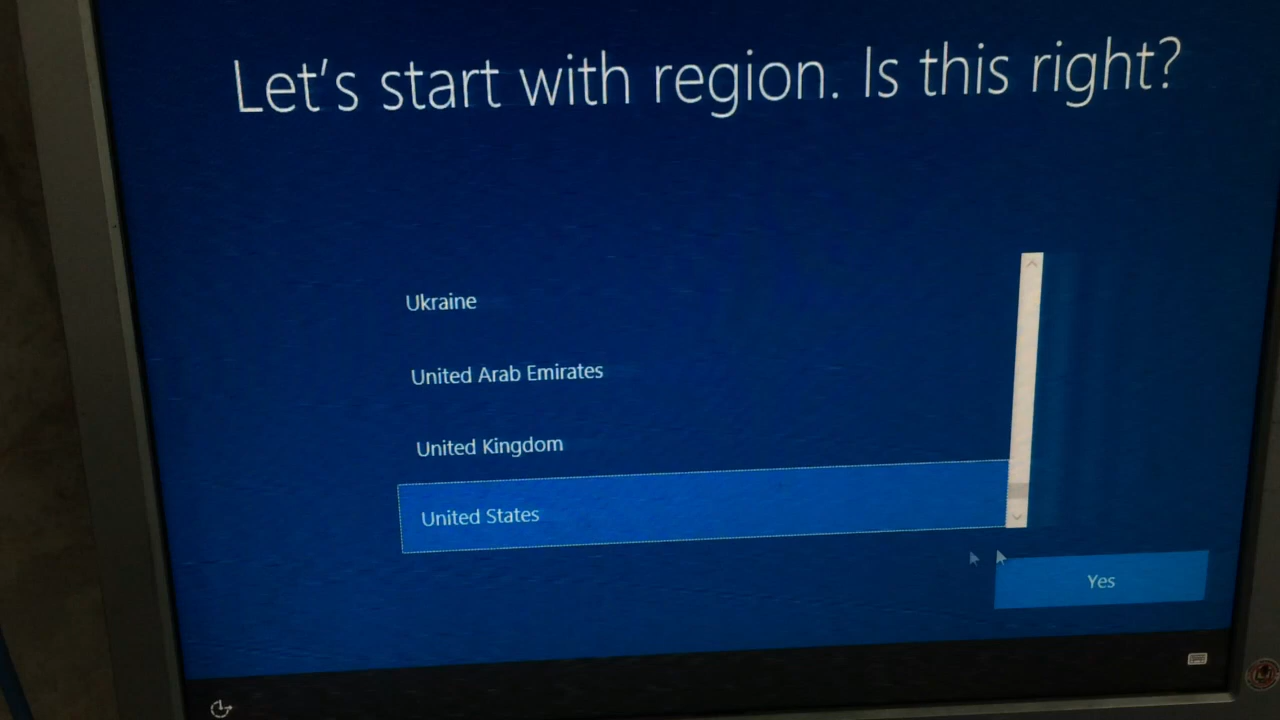 Let's start with region. Is this right?
Ukraine
United Arab Emirates
United Kingdom
United States
Yes